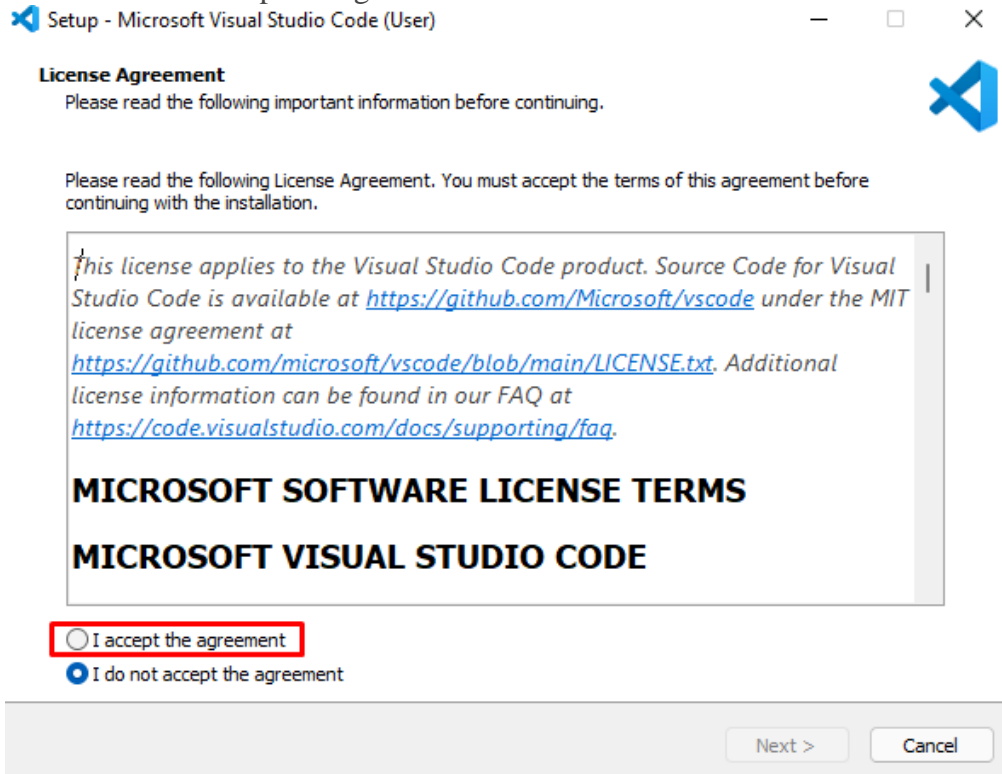 Setup - Microsoft Visual Studio Code (User)
License Agreement
Please read the following important information before continuing.
Please read the following License Agreement. You must accept the terms of this agreement before
continuing with the installation.
This license applies to the Visual Studio Code product. Source Code for Visual
Studio Code is available at https://github.com/Microsoft/vscode under the MIT
license agreement at
https://github.com/microsoft/vscode/blob/main/LICENSE.txt. Additional
license information can be found in our FAQ at
https://code.visualstudio.com/docs/supporting/faq.
MICROSOFT SOFTWARE LICENSE TERMS
MICROSOFT VISUAL STUDIO CODE
I accept the agreement
I do not accept the agreement
Next >
Cancel